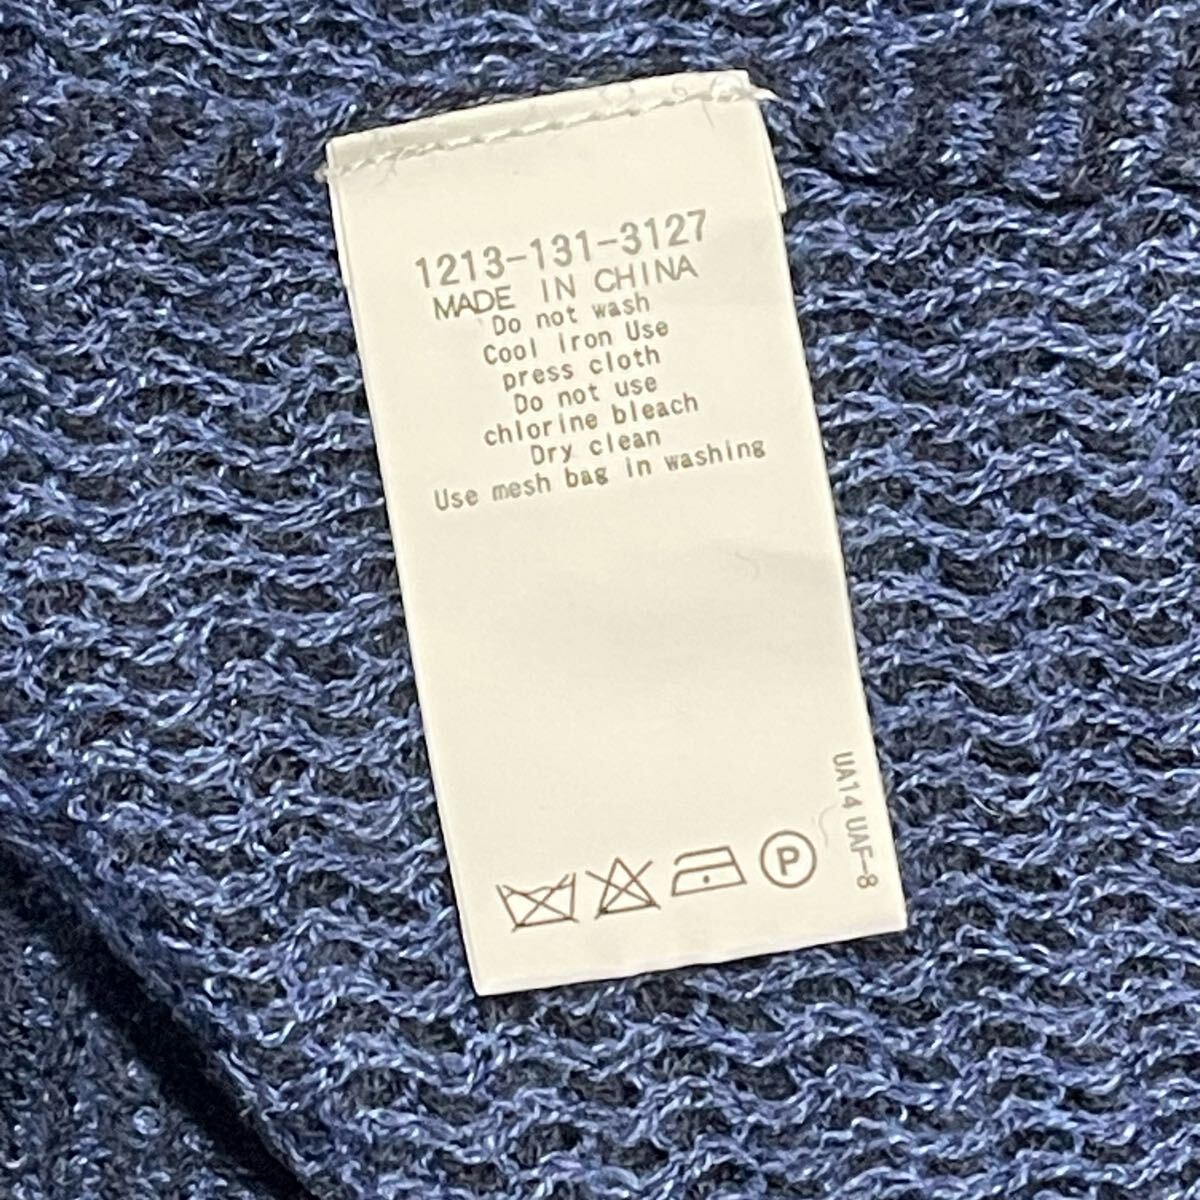 1213-131-3127
MADE IN CHINA
Do not wash
Cool iron Use
press cloth
Do not use
chlorine bleach
Dry clean
Use mesh bag in washing
UA14 UAF-8
P